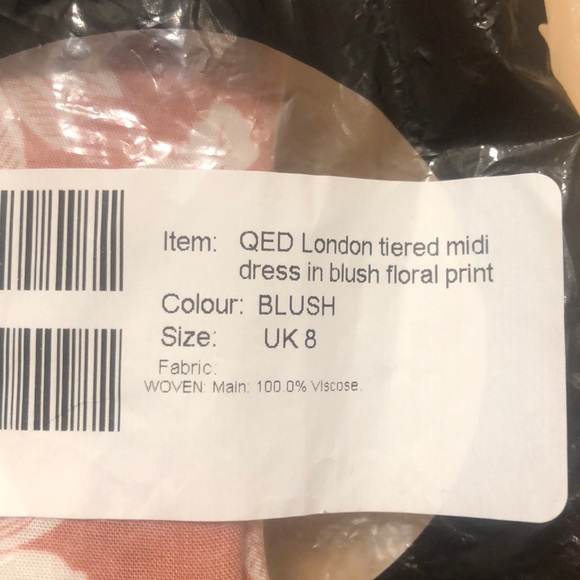 Item: QED London tiered midi
dress in blush floral print
Colour: BLUSH
Size: UK 8
Fabric:
WOVEN: Main: 100.0% Viscose.